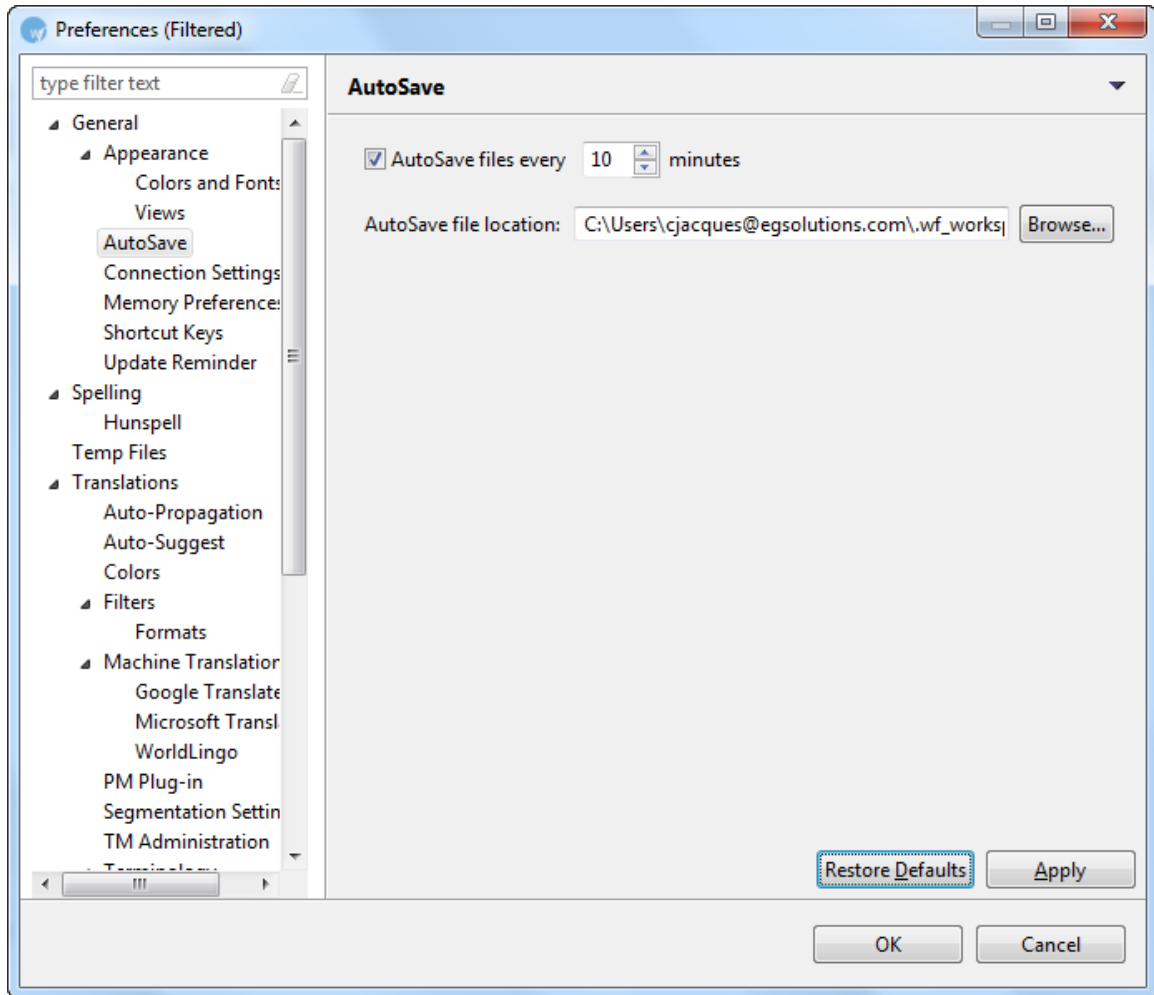 Preferences (Filtered)
type filter text
General
Appearance
Colors and Fonts
Views
AutoSave
Connection Settings
Memory Preferences
Shortcut Keys
Update Reminder
Spelling
Hunspell
Temp Files
Translations
Auto-Propagation
Auto-Suggest
Colors
Filters
Formats
Machine Translation
Google Translate
Microsoft Transl
WorldLingo
PM Plug-in
Segmentation Settin
TM Administration
Terminology
AutoSave
AutoSave files every 10 minutes
AutoSave file location: C:\Users\cjacques@egsolutions.com\.wf_worksp Browse...
Restore Defaults Apply
OK Cancel